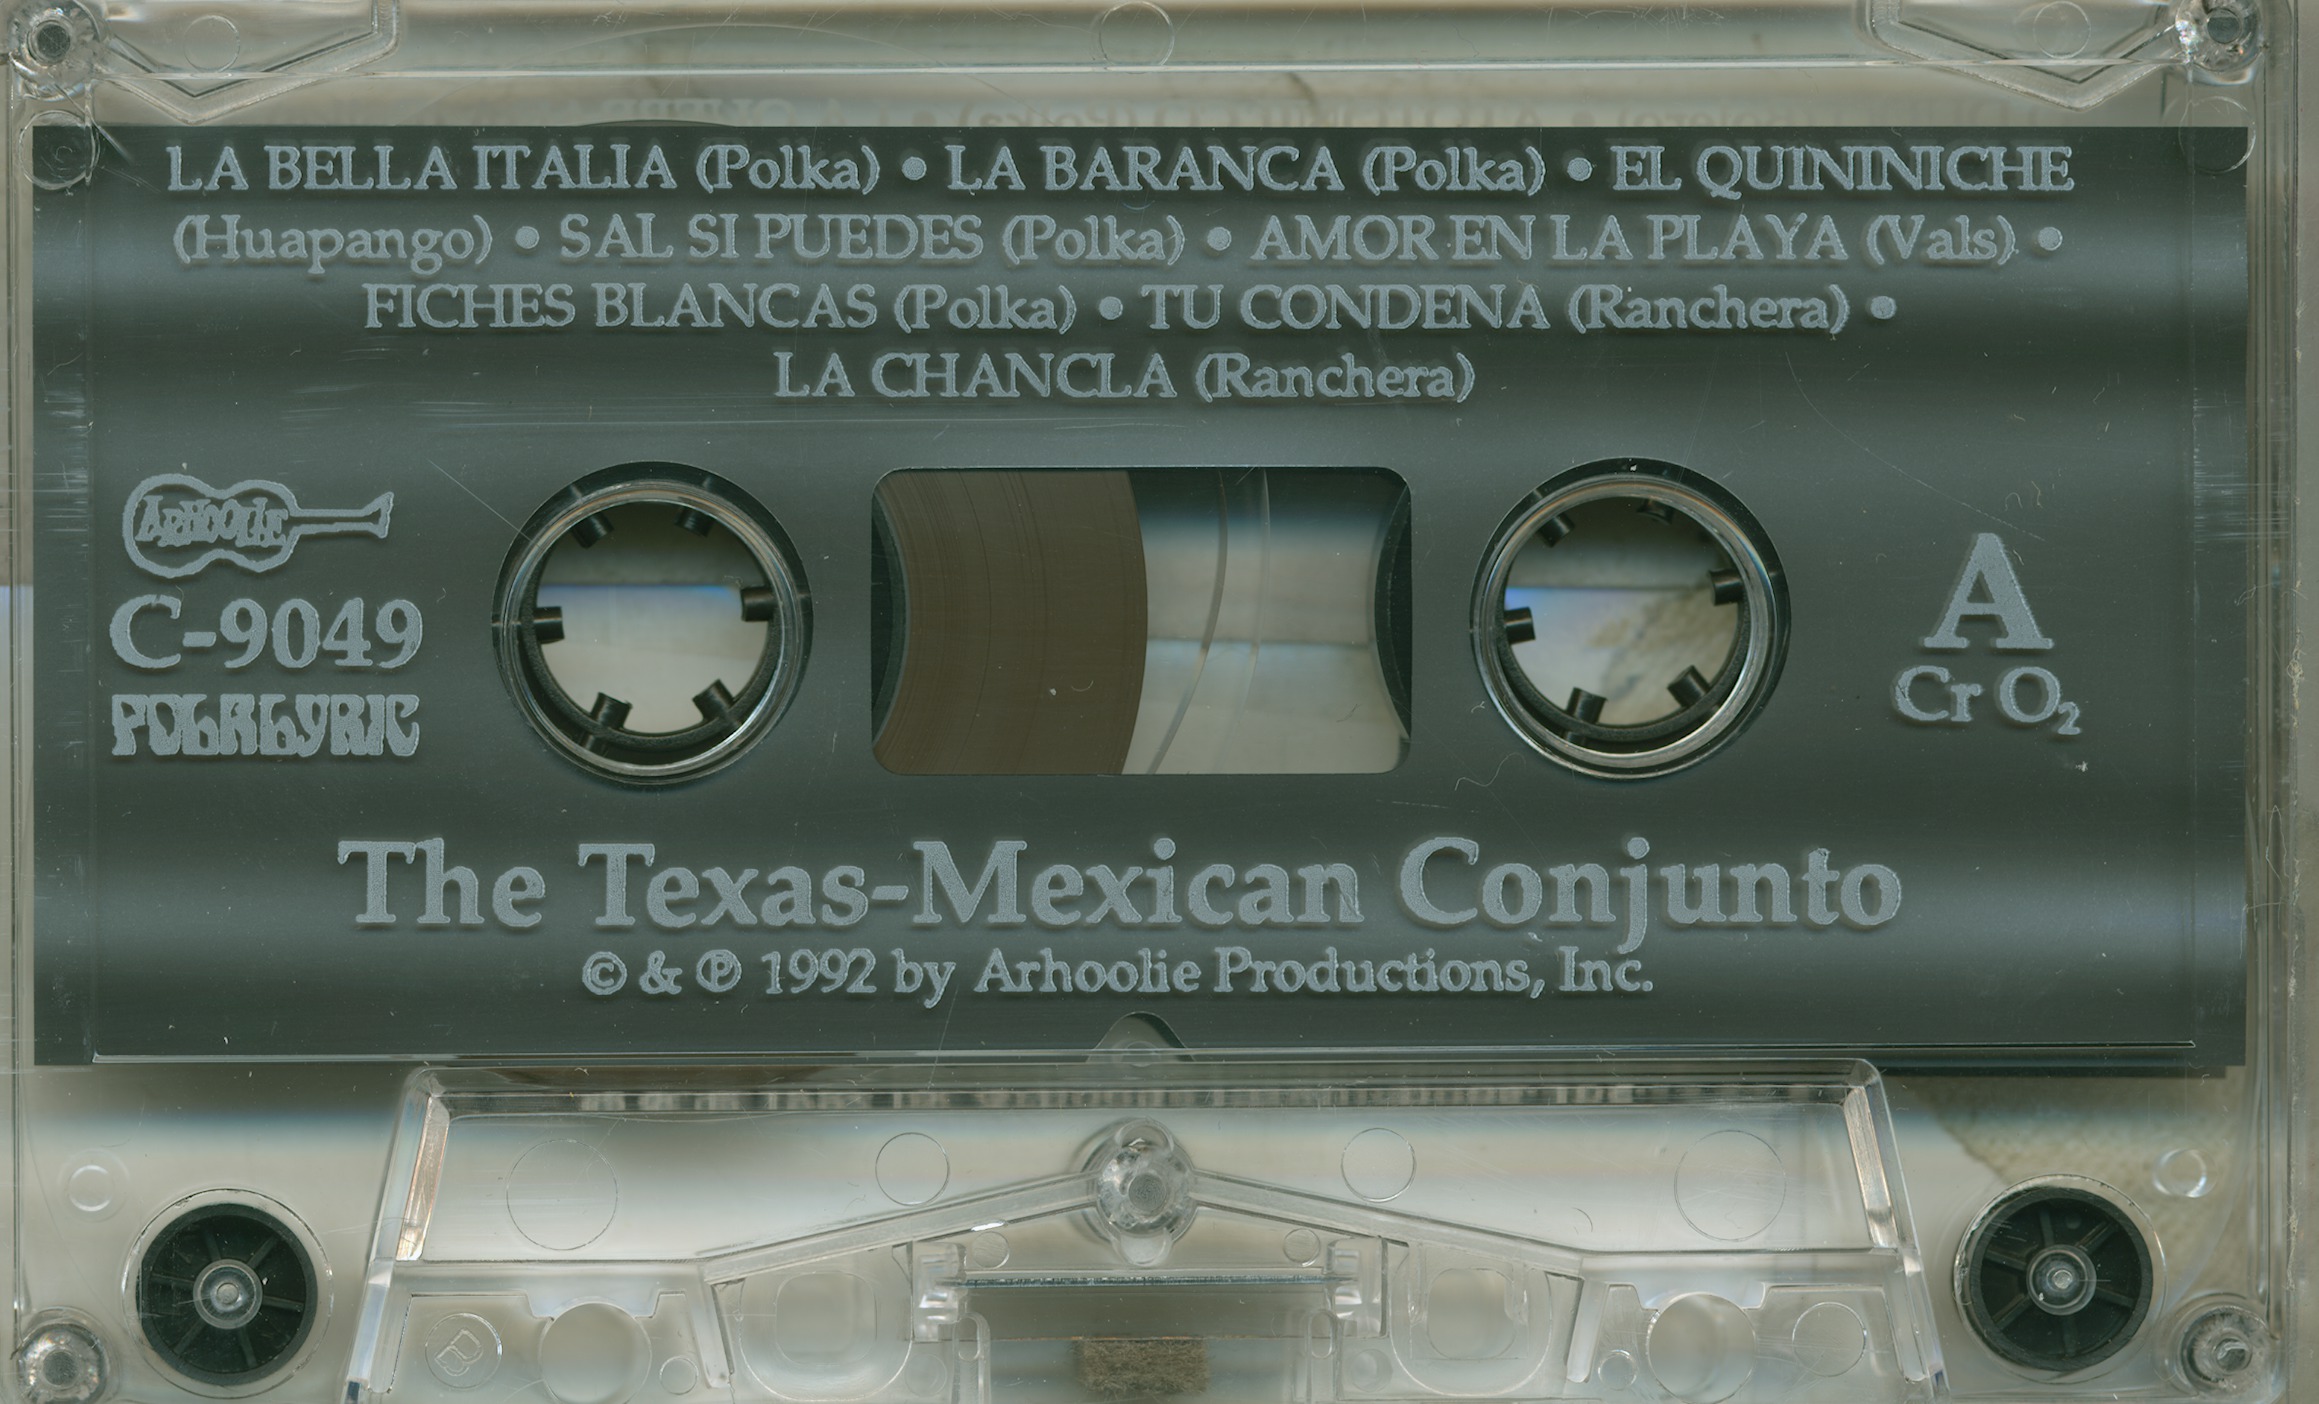 LA BELLA ITALIA (Polka) • LA BARANCA (Polka) • EL QUININICHE
(Huapango) • SAL SI PUEDES (Polka) • AMOR EN LA PLAYA (Vals) •
FICHES BLANCAS (Polka) • TU CONDENA (Ranchera) •
LA CHANCLA (Ranchera)
ARHOOLIE
C-9049
FOLKLYRIC
A
Cr O₂
The Texas-Mexican Conjunto
© & ℗ 1992 by Arhoolie Productions, Inc.
B